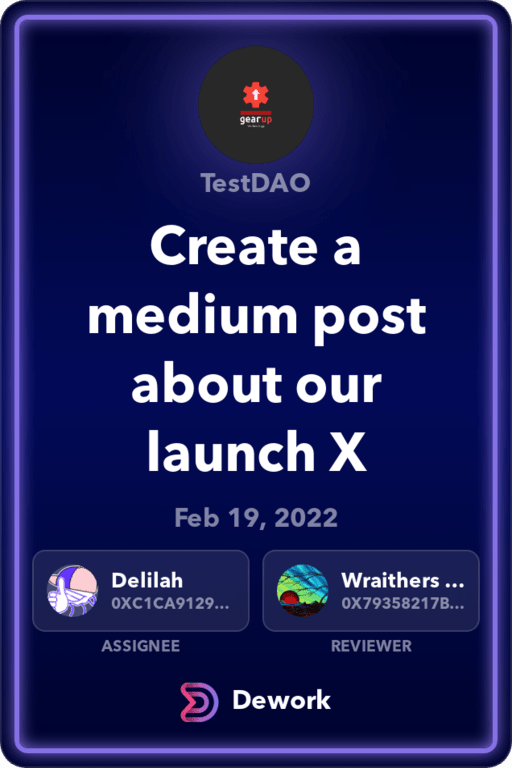 gearup
TestDAO
Create a
medium post
about our
launch X
Feb 19, 2022
Delilah
0XC1CA9129...
Wraithers ...
0X79358217B...
ASSIGNEE
REVIEWER
Dework